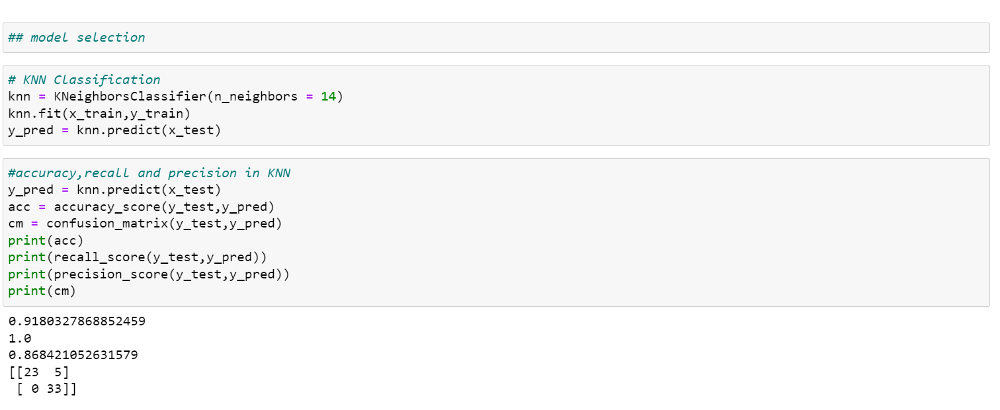 ## model selection
# KNN Classification
knn = KNeighborsClassifier(n_neighbors = 14)
knn.fit(x_train,y_train)
y_pred = knn.predict(x_test)
#accuracy,recall and precision in KNN
y_pred = knn.predict(x_test)
acc = accuracy_score(y_test,y_pred)
cm = confusion_matrix(y_test,y_pred)
print(acc)
print(recall_score(y_test,y_pred))
print(precision_score(y_test,y_pred))
print(cm)
0.9180327868852459
1.0
0.868421052631579
[[23  5]
 [ 0 33]]